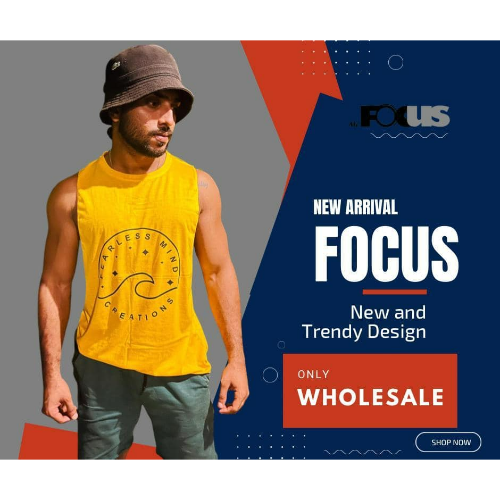 FOCUS
NEW ARRIVAL
FOCUS
New and
Trendy Design
ONLY
WHOLESALE
SHOP NOW
FEARLESS MIND
CREATIONS